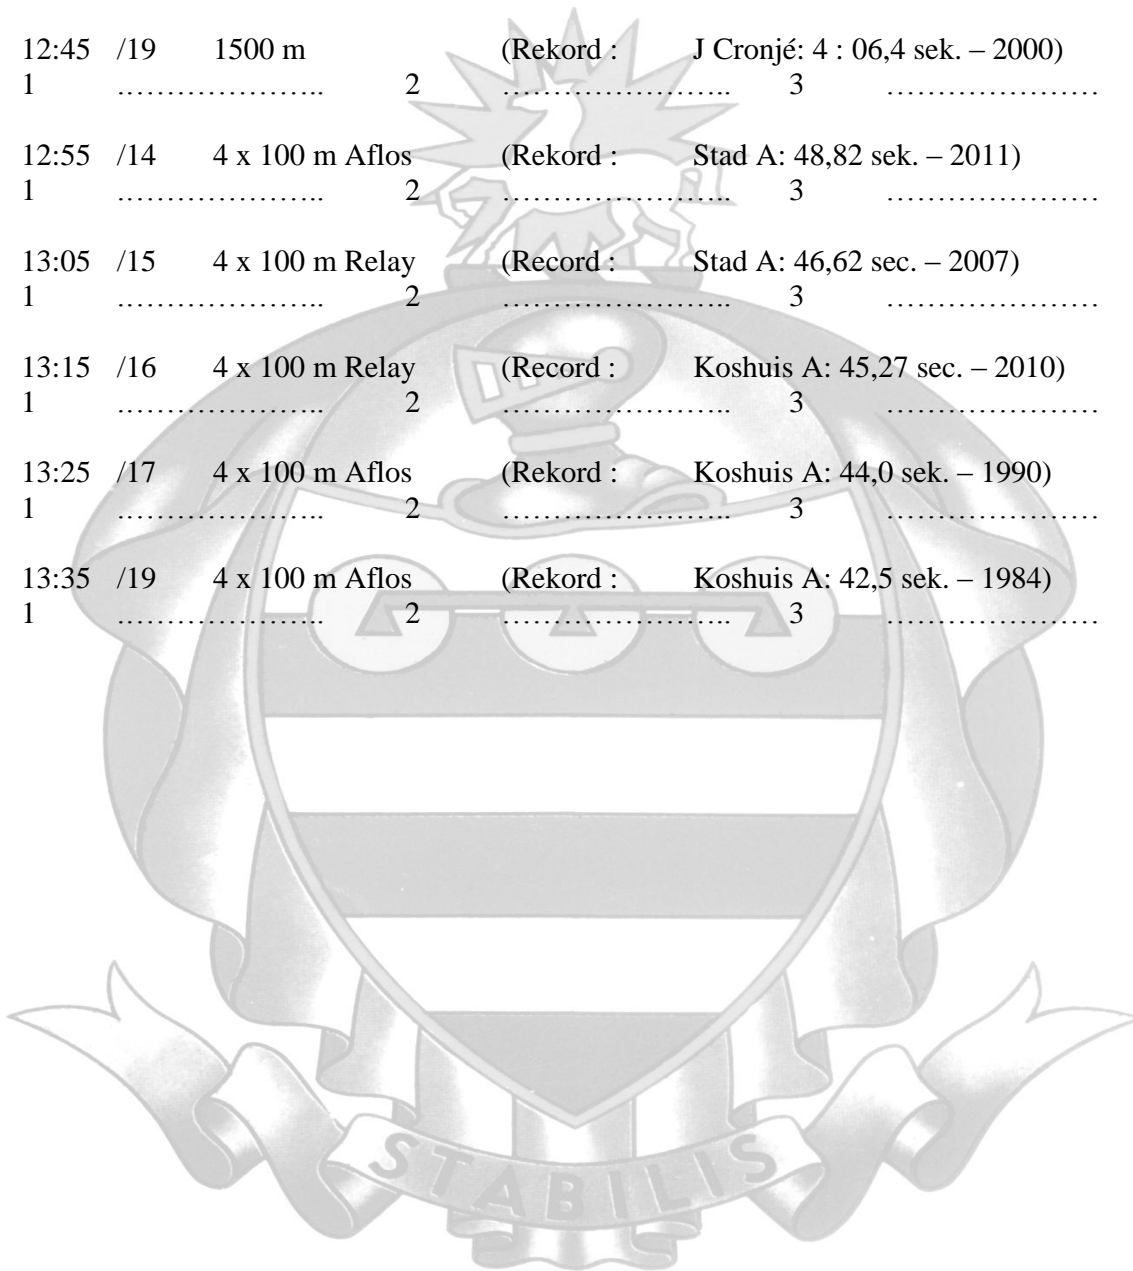 12:45 /19 1500 m (Rekord : J Cronjé: 4 : 06,4 sek. – 2000)
1 ………………….. 2 ………………….. 3 …………………
12:55 /14 4 x 100 m Aflos (Rekord : Stad A: 48,82 sek. – 2011)
1 ………………….. 2 ………………….. 3 …………………
13:05 /15 4 x 100 m Relay (Record : Stad A: 46,62 sec. – 2007)
1 ………………….. 2 ………………….. 3 …………………
13:15 /16 4 x 100 m Relay (Record : Koshuis A: 45,27 sec. – 2010)
1 ………………….. 2 ………………….. 3 …………………
13:25 /17 4 x 100 m Aflos (Rekord : Koshuis A: 44,0 sek. – 1990)
1 ………………….. 2 ………………….. 3 …………………
13:35 /19 4 x 100 m Aflos (Rekord : Koshuis A: 42,5 sek. – 1984)
1 ………………….. 2 ………………….. 3 …………………
STABILIS